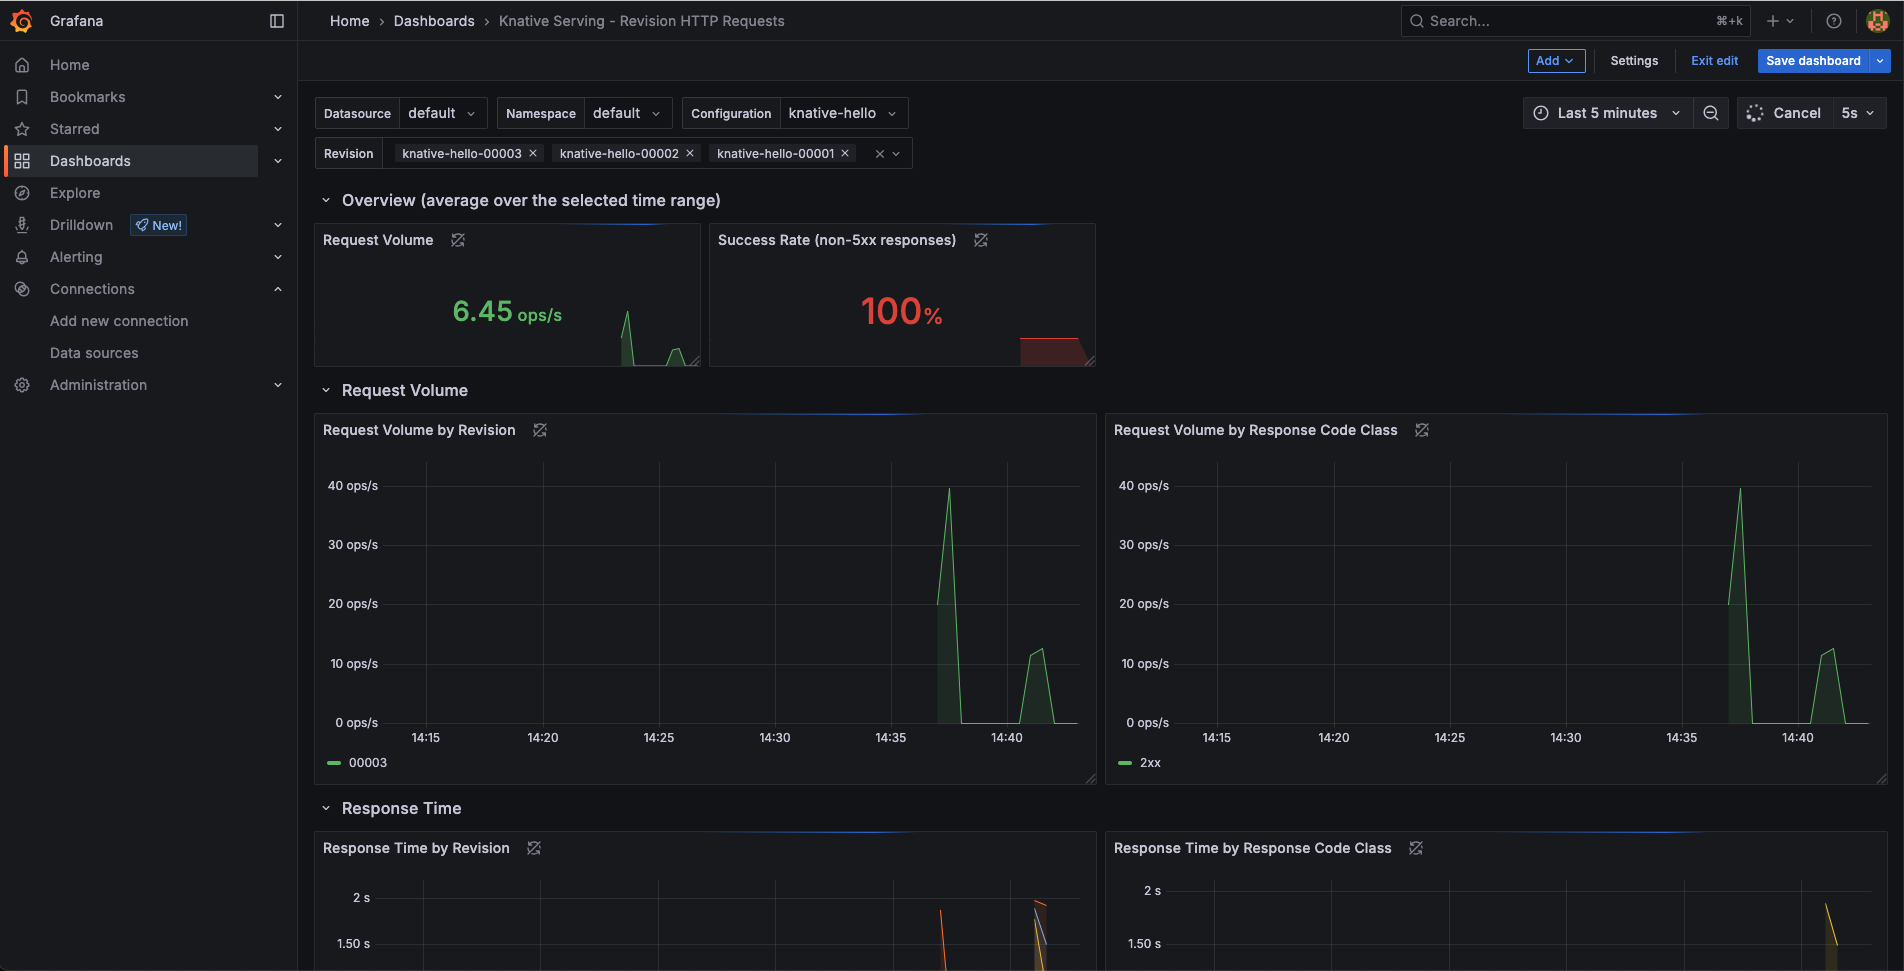 Grafana
Home
Bookmarks
Starred
Dashboards
Explore
Drilldown New!
Alerting
Connections
Add new connection
Data sources
Administration
Home › Dashboards › Knative Serving - Revision HTTP Requests
Search... ⌘+k
Add Settings Exit edit Save dashboard
Datasource default Namespace default Configuration knative-hello
Last 5 minutes Cancel 5s
Revision knative-hello-00003 × knative-hello-00002 × knative-hello-00001 ×
Overview (average over the selected time range)
Request Volume
6.45 ops/s
Success Rate (non-5xx responses)
100%
Request Volume
Request Volume by Revision
40 ops/s
30 ops/s
20 ops/s
10 ops/s
0 ops/s
14:15 14:20 14:25 14:30 14:35 14:40
00003
Request Volume by Response Code Class
40 ops/s
30 ops/s
20 ops/s
10 ops/s
0 ops/s
14:15 14:20 14:25 14:30 14:35 14:40
2xx
Response Time
Response Time by Revision
2 s
1.50 s
Response Time by Response Code Class
2 s
1.50 s